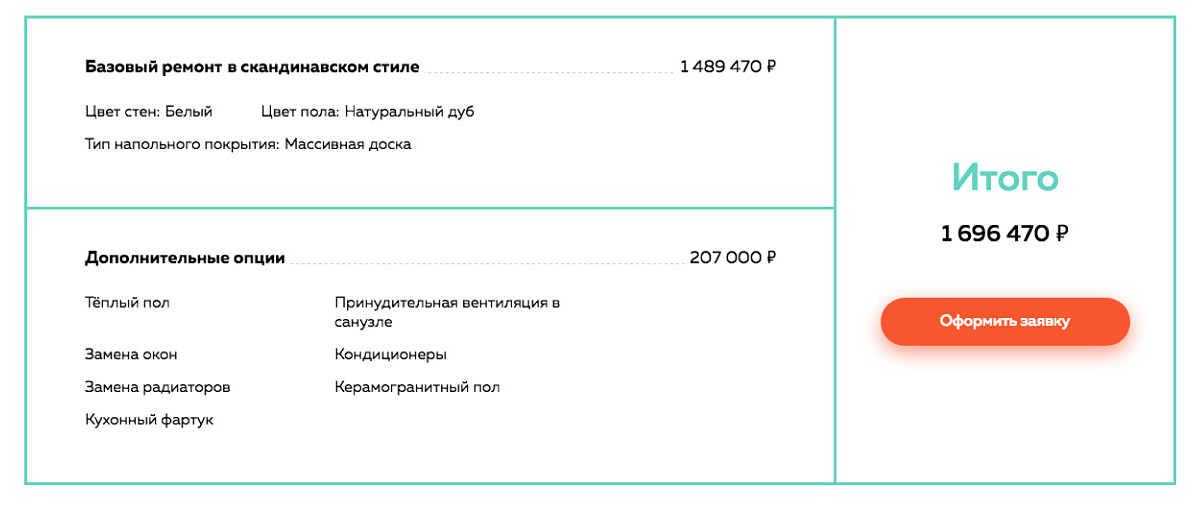 Базовый ремонт в скандинавском стиле 1 489 470 ₽
Цвет стен: Белый Цвет пола: Натуральный дуб
Тип напольного покрытия: Массивная доска
Дополнительные опции 207 000 ₽
Тёплый пол Принудительная вентиляция в
санузле
Замена окон Кондиционеры
Замена радиаторов Керамогранитный пол
Кухонный фартук
Итого
1 696 470 ₽
Оформить заявку